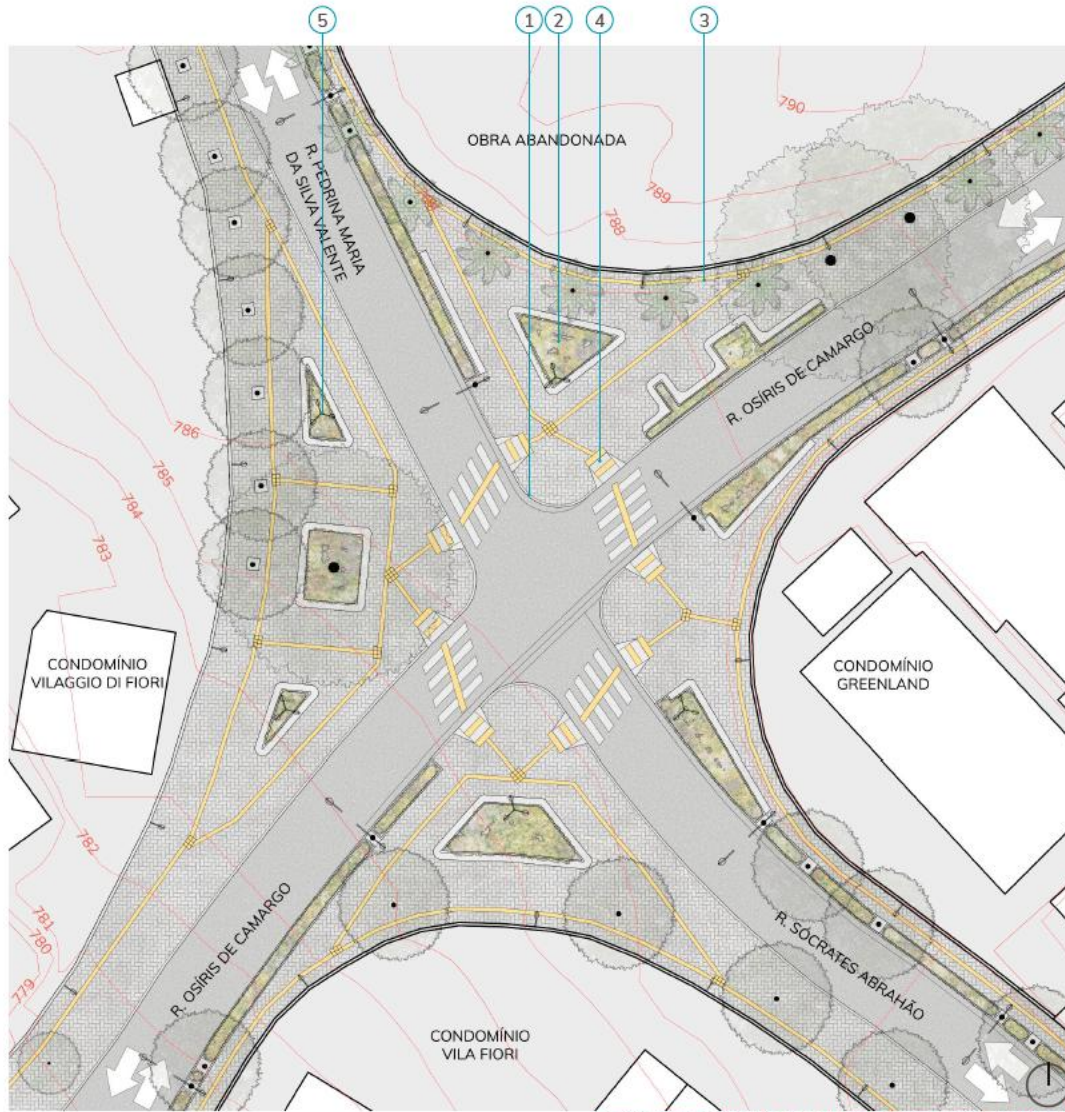 5
1
2
4
3
790
OBRA ABANDONADA
789
788
R. PEDRINA MARIA
DA SILVA VALENTE
R. OSÍRIS DE CAMARGO
786
785
784
783
CONDOMÍNIO
VILAGGIO DI FIORI
CONDOMÍNIO
GREENLAND
782
781
780
779
R. OSÍRIS DE CAMARGO
R. SÓCRATES ABRAHÃO
CONDOMÍNIO
VILA FIORI